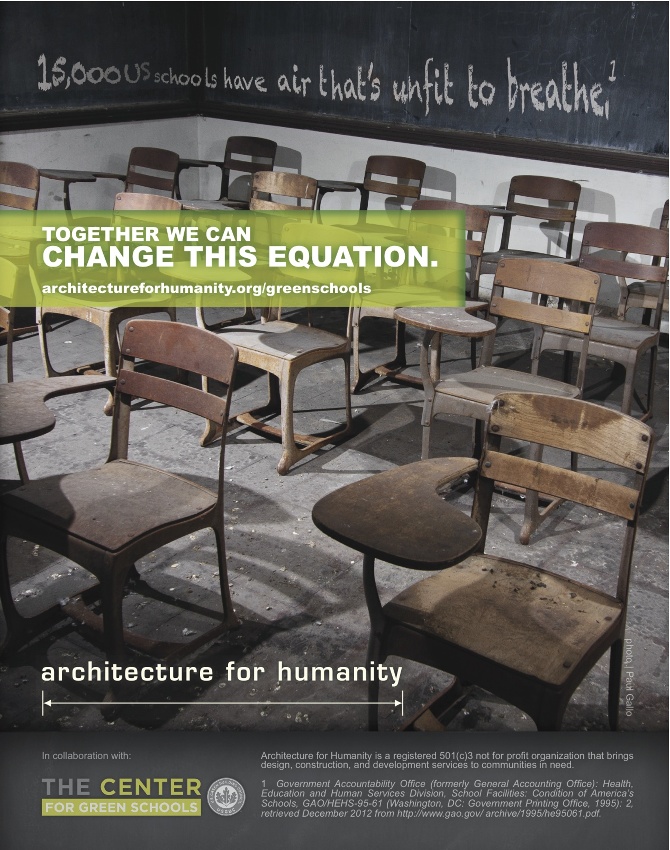 15,000 US schools have air that's unfit to breathe.1
TOGETHER WE CAN
CHANGE THIS EQUATION.
architectureforhumanity.org/greenschools
architecture for humanity
photo | Paul Gallo
In collaboration with:
THE CENTER
FOR GREEN SCHOOLS
Architecture for Humanity is a registered 501(c)3 not for profit organization that brings
design, construction, and development services to communities in need.
1 Government Accountability Office (formerly General Accounting Office): Health,
Education and Human Services Division, School Facilities: Condition of America's
Schools, GAO/HEHS-95-61 (Washington, DC: Government Printing Office, 1995): 2,
retrieved December 2012 from http://www.gao.gov/ archive/1995/he95061.pdf.